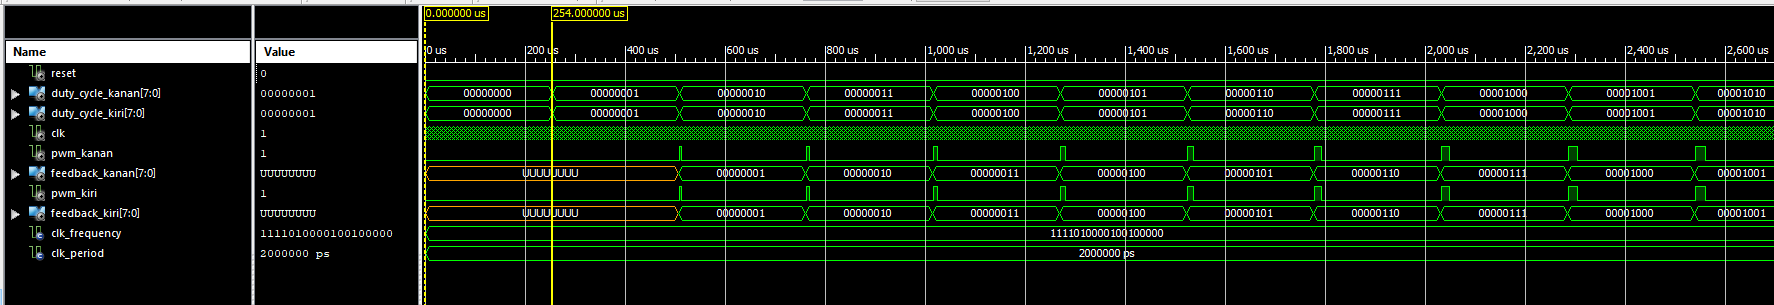 0.000000 us 254.000000 us
Name Value 0 us 200 us 400 us 600 us 800 us 1,000 us 1,200 us 1,400 us 1,600 us 1,800 us 2,000 us 2,200 us 2,400 us 2,600 us
reset 0
duty_cycle_kanan[7:0] 00000001 00000000 00000001 00000010 00000011 00000100 00000101 00000110 00000111 00001000 00001001 00001010
duty_cycle_kiri[7:0] 00000001 00000000 00000001 00000010 00000011 00000100 00000101 00000110 00000111 00001000 00001001 00001010
clk 1
pwm_kanan 1
feedback_kanan[7:0] UUUUUUUU UUUUUUUU 00000001 00000010 00000011 00000100 00000101 00000110 00000111 00001000 00001001
pwm_kiri 1
feedback_kiri[7:0] UUUUUUUU UUUUUUUU 00000001 00000010 00000011 00000100 00000101 00000110 00000111 00001000 00001001
clk_frequency 1111010000100100000 1111010000100100000
clk_period 2000000 ps 2000000 ps